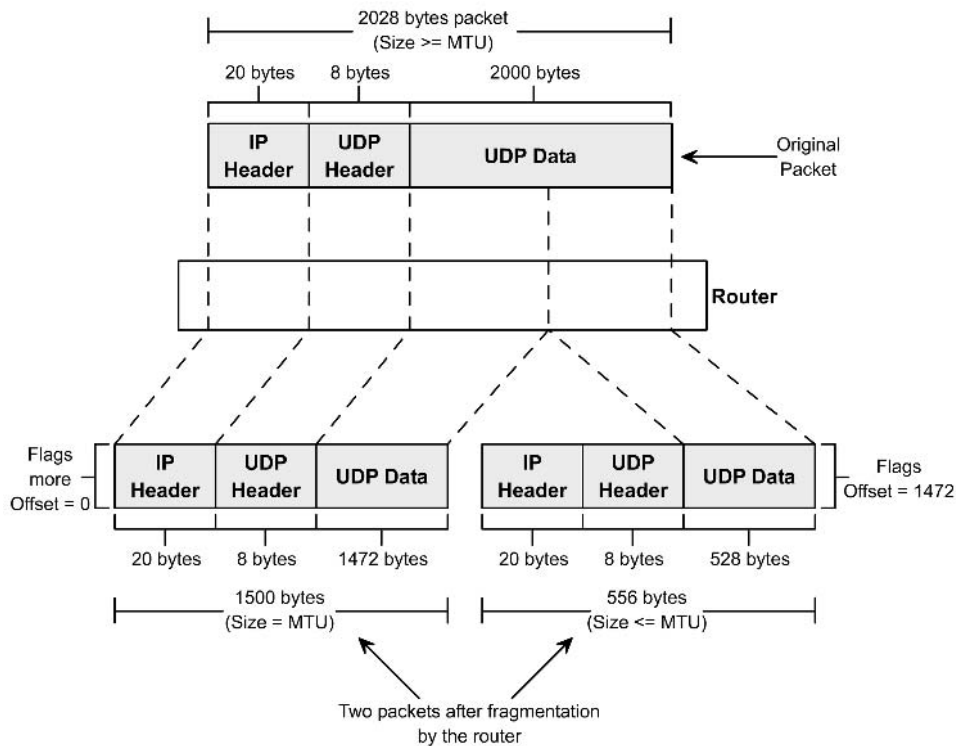 2028 bytes packet
(Size >= MTU)
20 bytes
8 bytes
2000 bytes
IP
Header
UDP
Header
UDP Data
Original
Packet
Router
Flags
more
Offset = 0
IP
Header
UDP
Header
UDP Data
IP
Header
UDP
Header
UDP Data
Flags
Offset = 1472
20 bytes
8 bytes
1472 bytes
20 bytes
8 bytes
528 bytes
1500 bytes
(Size = MTU)
556 bytes
(Size <= MTU)
Two packets after fragmentation
by the router